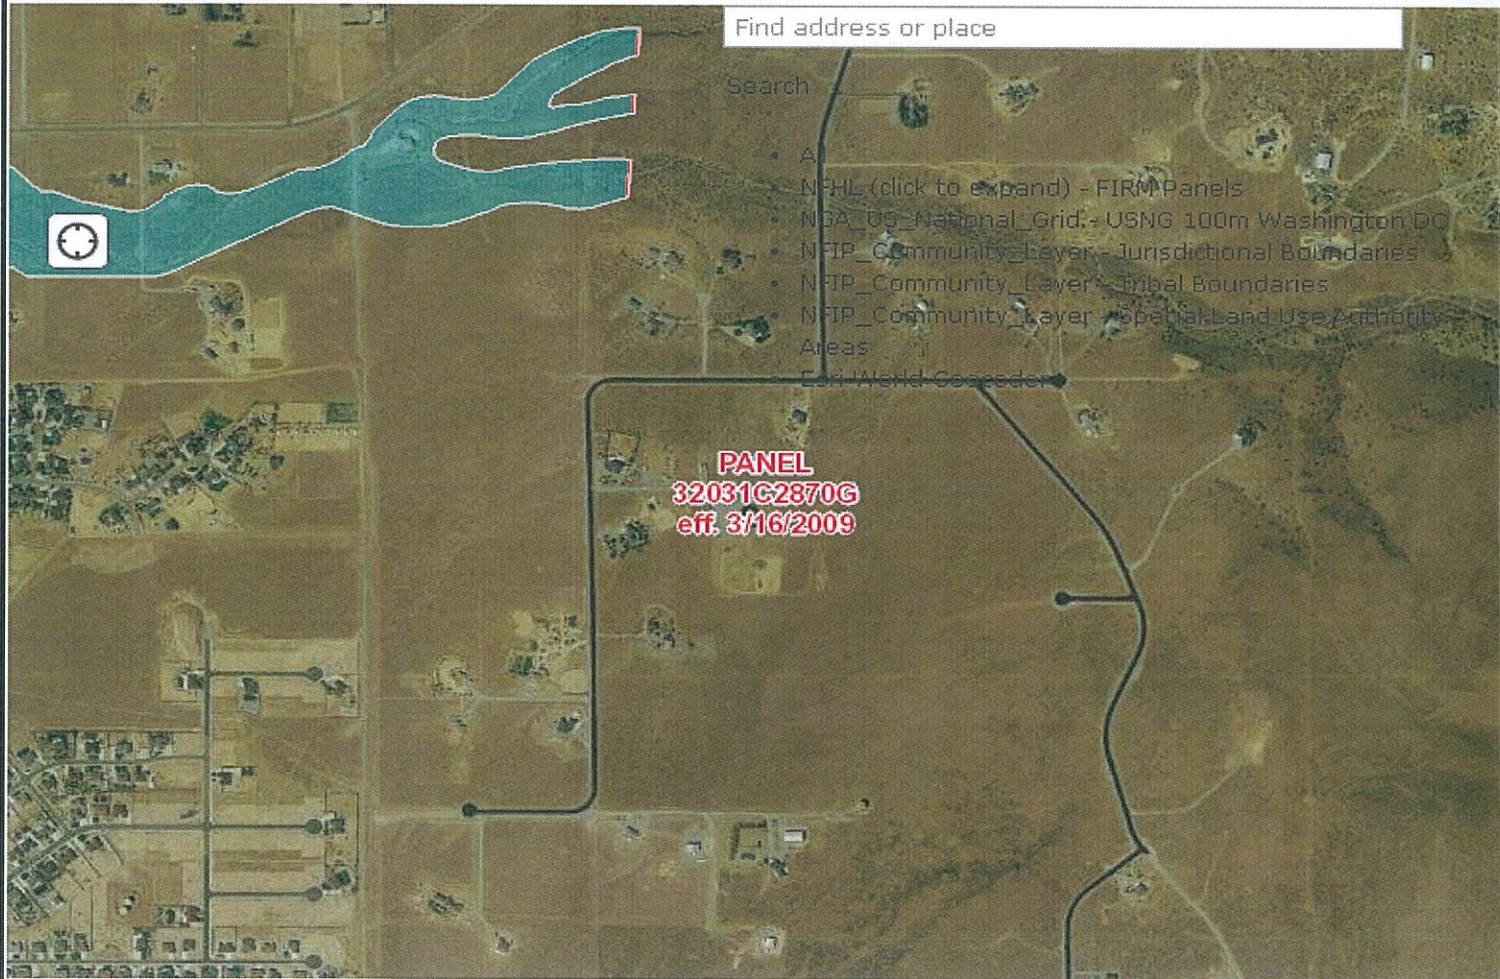 Find address or place
Search
All
NFHL (click to expand) - FIRM Panels
NGA_US_National_Grid - USNG 100m Washington DC
NFIP_Community_Layer - Jurisdictional Boundaries
NFIP_Community_Layer - Tribal Boundaries
NFIP_Community_Layer - Special Land Use Authority
Areas
Esri World Geocoder
PANEL
32031C2870G
eff. 3/16/2009